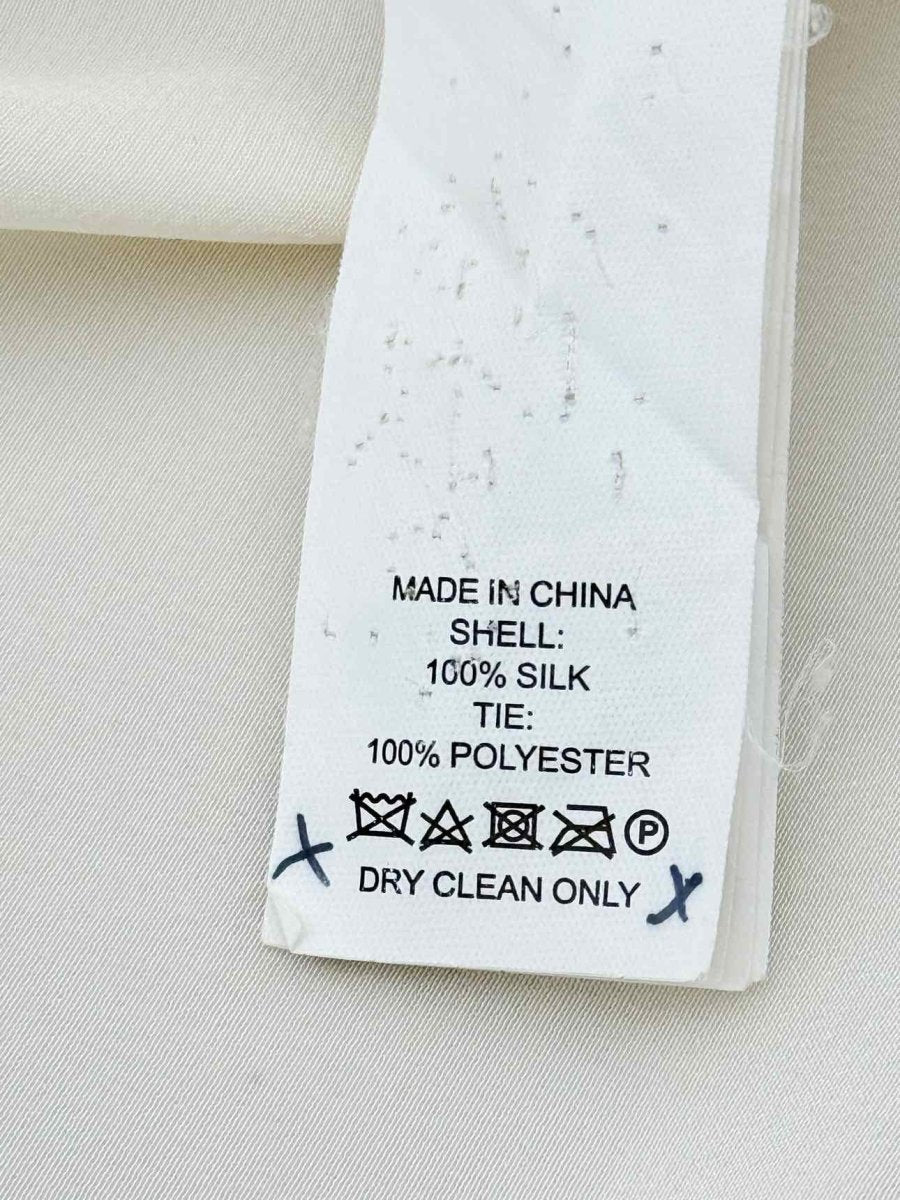 MADE IN CHINA
SHELL:
100% SILK
TIE:
100% POLYESTER
P
X DRY CLEAN ONLY X